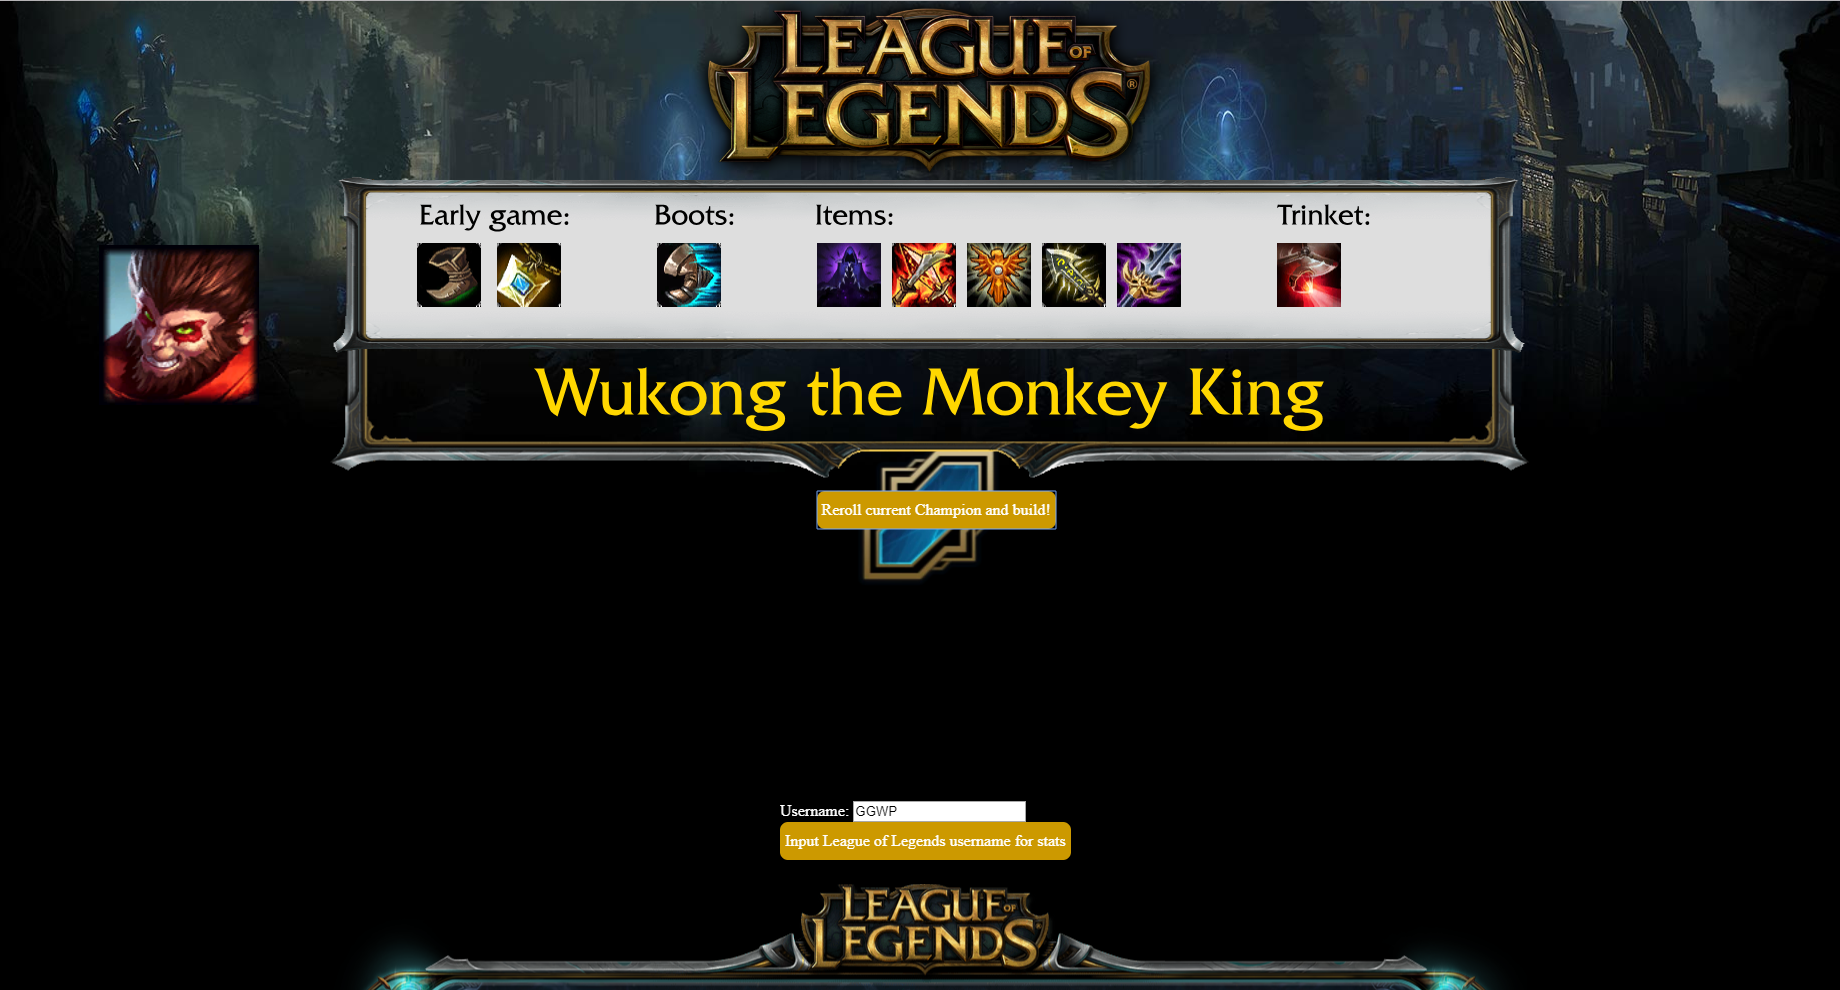 LEAGUE OF
LEGENDS®
Early game: Boots: Items: Trinket:
Wukong the Monkey King
Reroll current Champion and build!
Username: GGWP
Input League of Legends username for stats
LEAGUE OF
LEGENDS